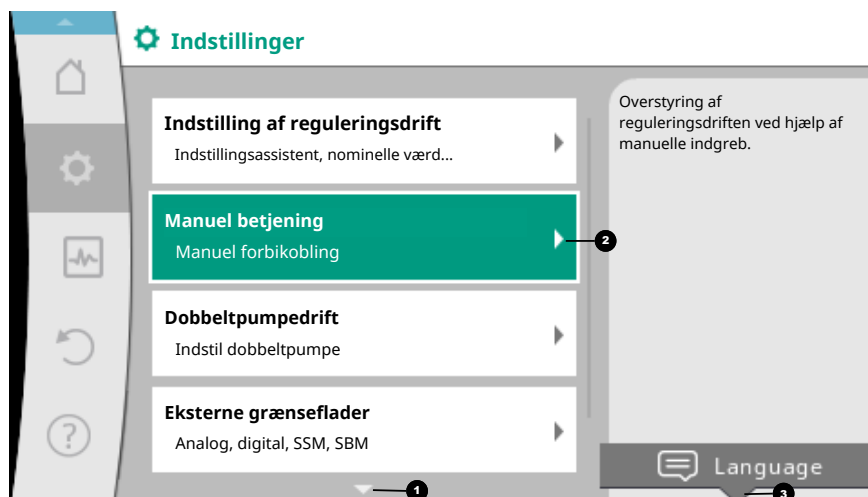 Indstillinger
Indstilling af reguleringsdrift
Indstillingsassistent, nominelle værd...
Manuel betjening
Manuel forbikobling
2
Dobbeltpumpedrift
Indstil dobbeltpumpe
Eksterne grænseflader
Analog, digital, SSM, SBM
1
Overstyring af
reguleringsdriften ved hjælp af
manuelle indgreb.
?
Language
3